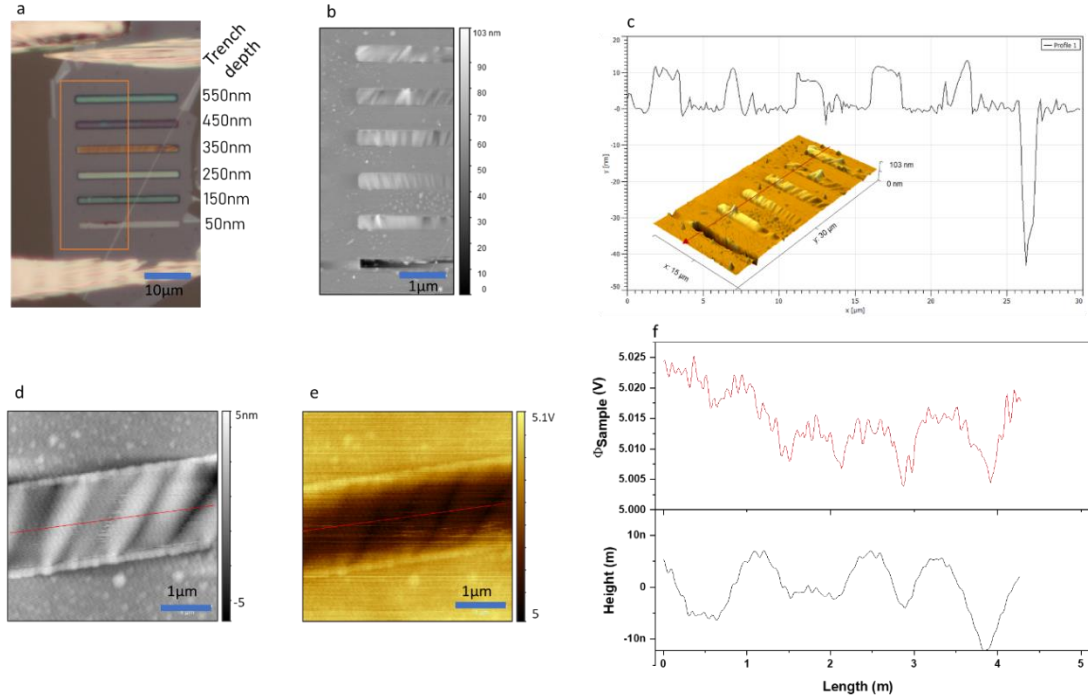 a
Trench
depth
550nm
450nm
350nm
250nm
150nm
50nm
10µm
b
103 nm
90
80
70
60
50
40
30
20
10
0
1µm
c
Profile 1
20
10
0
-10
-20
-30
-40
-50
y [nm]
0
5
10
15
20
25
30
x [µm]
103 nm
0 nm
x: 15 µm
y: 30 µm
d
5nm
-5
1µm
e
5.1V
5
1µm
f
5.025
5.020
5.015
5.010
5.005
5.000
ΦSample (V)
10n
0
-10n
Height (m)
0
1
2
3
4
5
Length (m)